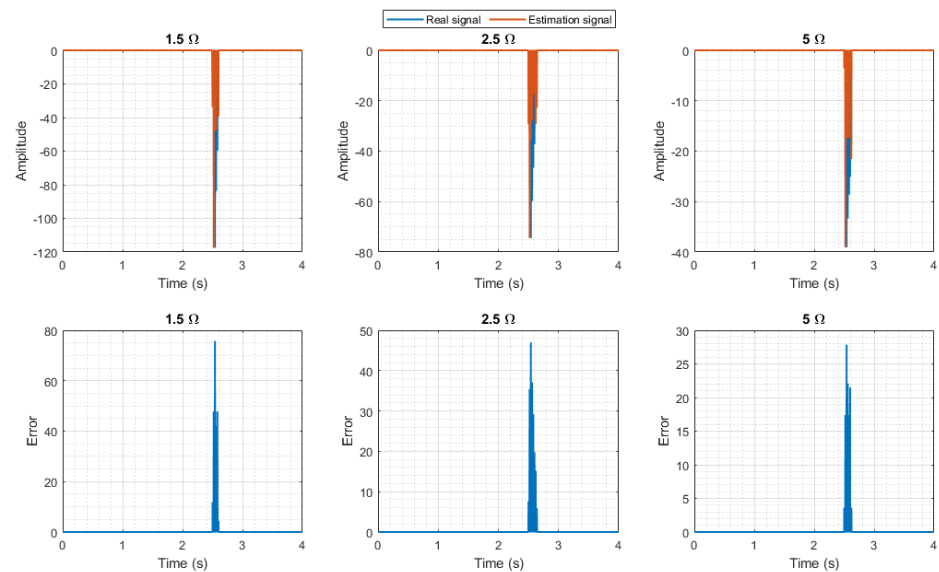 Real signal Estimation signal
1.5 Ω
2.5 Ω
5 Ω
Amplitude
0
-20
-40
-60
-80
-100
-120
0 1 2 3 4
Time (s)
Amplitude
0
-20
-40
-60
-80
0 1 2 3 4
Time (s)
Amplitude
0
-10
-20
-30
-40
0 1 2 3 4
Time (s)
1.5 Ω
2.5 Ω
5 Ω
Error
80
60
40
20
0
0 1 2 3 4
Time (s)
Error
50
40
30
20
10
0
0 1 2 3 4
Time (s)
Error
30
25
20
15
10
5
0
0 1 2 3 4
Time (s)